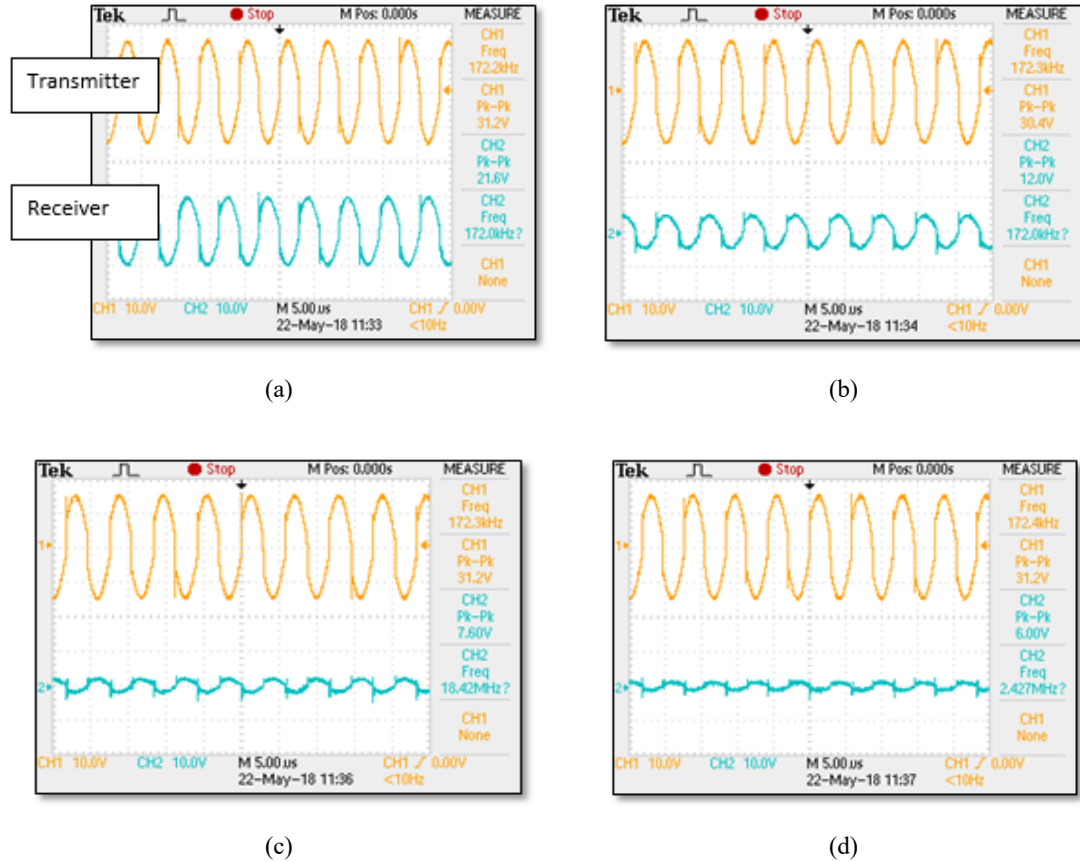 Tek Stop M Pos: 0.000s MEASURE
CH1
Freq
172.2kHz
CH1
Pk-Pk
31.2V
CH2
Pk-Pk
21.6V
CH2
Freq
172.0kHz?
CH1
None
Transmitter
Receiver
CH1 10.0V CH2 10.0V M 5.00us CH1 0.00V
22-May-18 11:33 <10Hz
(a)
Tek Stop M Pos: 0.000s MEASURE
CH1
Freq
172.3kHz
CH1
Pk-Pk
30.4V
CH2
Pk-Pk
12.0V
CH2
Freq
172.0kHz?
CH1
None
1
2
CH1 10.0V CH2 10.0V M 5.00us CH1 0.00V
22-May-18 11:34 <10Hz
(b)
Tek Stop M Pos: 0.000s MEASURE
CH1
Freq
172.3kHz
CH1
Pk-Pk
31.2V
CH2
Pk-Pk
7.60V
CH2
Freq
18.42MHz?
CH1
None
1
2
CH1 10.0V CH2 10.0V M 5.00us CH1 0.00V
22-May-18 11:36 <10Hz
(c)
Tek Stop M Pos: 0.000s MEASURE
CH1
Freq
172.4kHz
CH1
Pk-Pk
31.2V
CH2
Pk-Pk
6.00V
CH2
Freq
2.427MHz?
CH1
None
1
2
CH1 10.0V CH2 10.0V M 5.00us CH1 0.00V
22-May-18 11:37 <10Hz
(d)